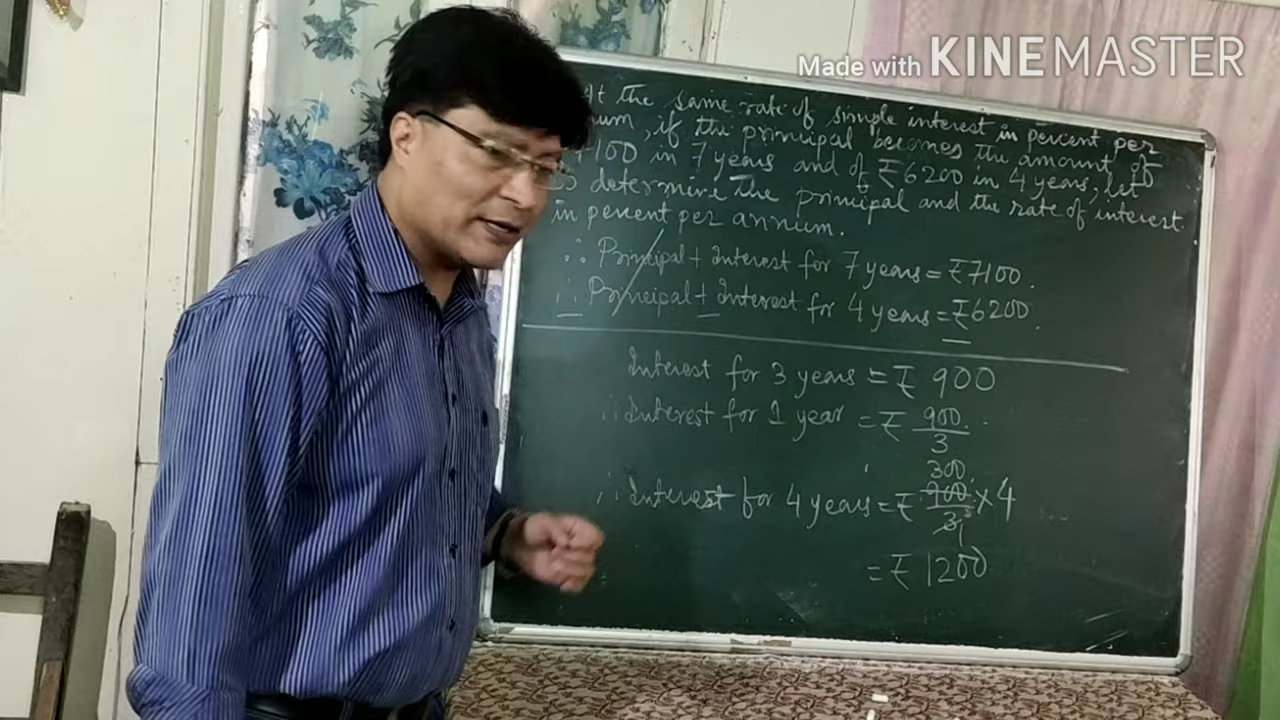 Made with KINEMASTER
At the same rate of simple interest in percent per
um, if the principal becomes the amount of
7100 in 7 years and of ₹6200 in 4 years, let
determine the principal and the rate of interest
in percent per annum.
∴ Principal + Interest for 7 years = ₹7100.
∴ Principal + Interest for 4 years = ₹6200.
Interest for 3 years = ₹ 900
∴ Interest for 1 year = ₹ 900/3
300
∴ Interest for 4 years = ₹ 900/3 × 4
1
= ₹ 1200